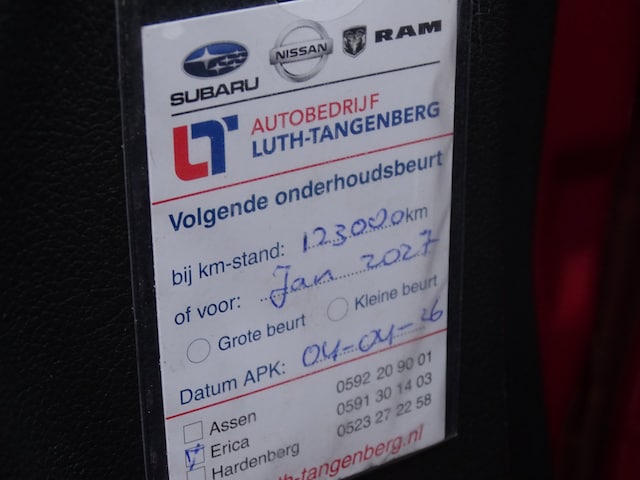 SUBARU NISSAN RAM
AUTOBEDRIJF
LUTH-TANGENBERG
Volgende onderhoudsbeurt
bij km-stand: 123000 km
of voor: Jan 2027
Grote beurt Kleine beurt
Datum APK: 04-04-26
Assen 0592 20 90 01
Erica 0591 30 14 03
Hardenberg 0523 27 22 58
th-tangenberg.nl